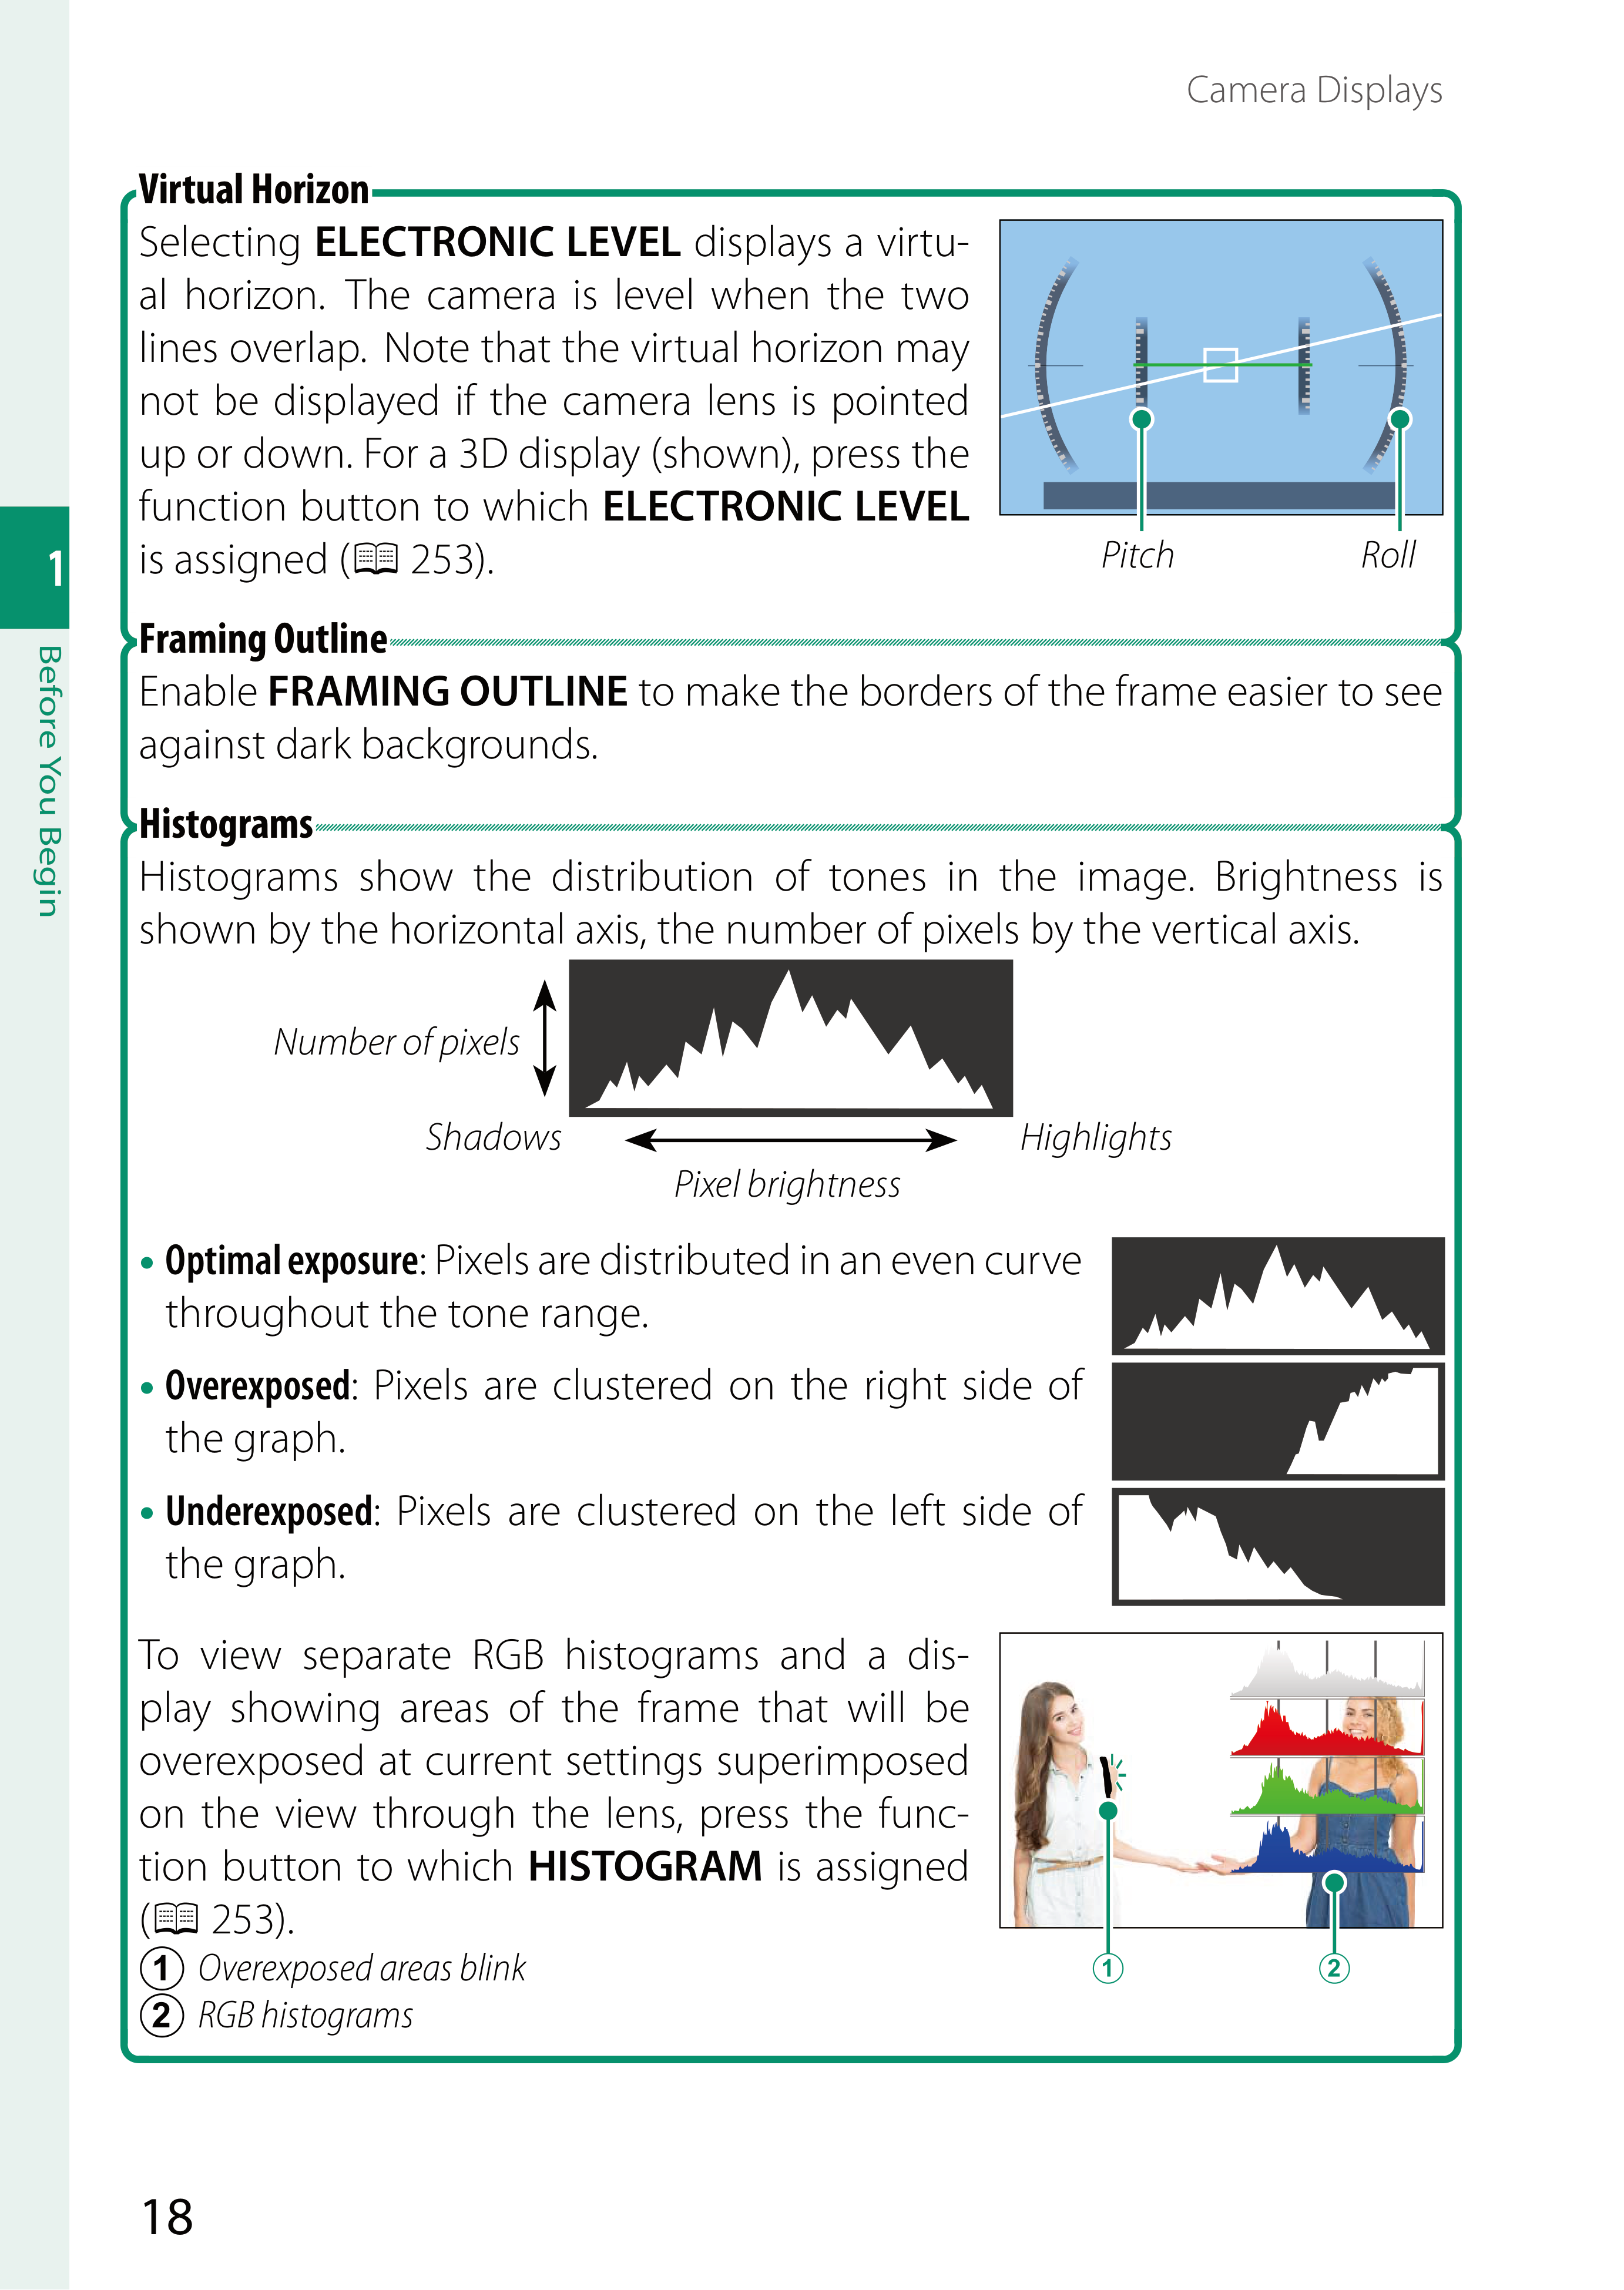 Camera Displays
Virtual Horizon
Selecting ELECTRONIC LEVEL displays a virtu-
al horizon. The camera is level when the two
lines overlap. Note that the virtual horizon may
not be displayed if the camera lens is pointed
up or down. For a 3D display (shown), press the
function button to which ELECTRONIC LEVEL
is assigned (📖 253).
Pitch
Roll
1
Before You Begin
Framing Outline
Enable FRAMING OUTLINE to make the borders of the frame easier to see
against dark backgrounds.
Histograms
Histograms show the distribution of tones in the image. Brightness is
shown by the horizontal axis, the number of pixels by the vertical axis.
Number of pixels
Shadows
Highlights
Pixel brightness
• Optimal exposure: Pixels are distributed in an even curve
throughout the tone range.
• Overexposed: Pixels are clustered on the right side of
the graph.
• Underexposed: Pixels are clustered on the left side of
the graph.
To view separate RGB histograms and a dis-
play showing areas of the frame that will be
overexposed at current settings superimposed
on the view through the lens, press the func-
tion button to which HISTOGRAM is assigned
(📖 253).
① Overexposed areas blink
② RGB histograms
①
②
18